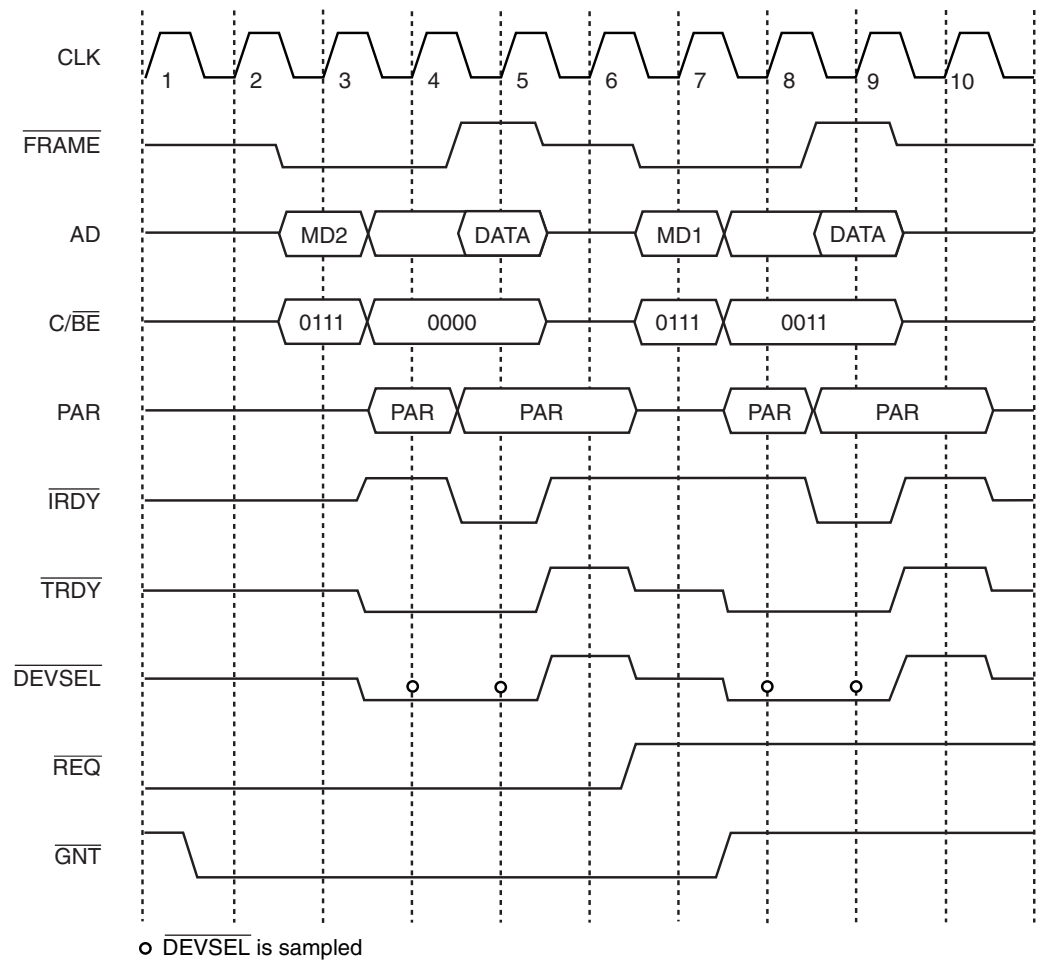 CLK
1 2 3 4 5 6 7 8 9 10
FRAME
AD
MD2 DATA MD1 DATA
C/BE
0111 0000 0111 0011
PAR
PAR PAR PAR PAR
IRDY
TRDY
DEVSEL
REQ
GNT
DEVSEL is sampled